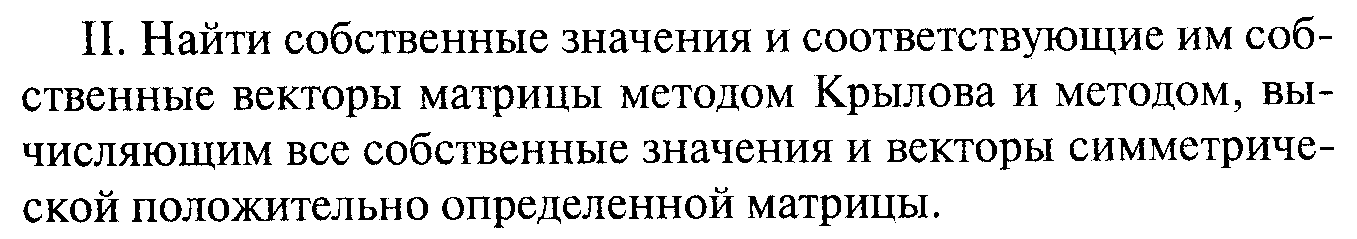 II. Найти собственные значения и соответствующие им соб-
ственные векторы матрицы методом Крылова и методом, вы-
числяющим все собственные значения и векторы симметриче-
ской положительно определенной матрицы.